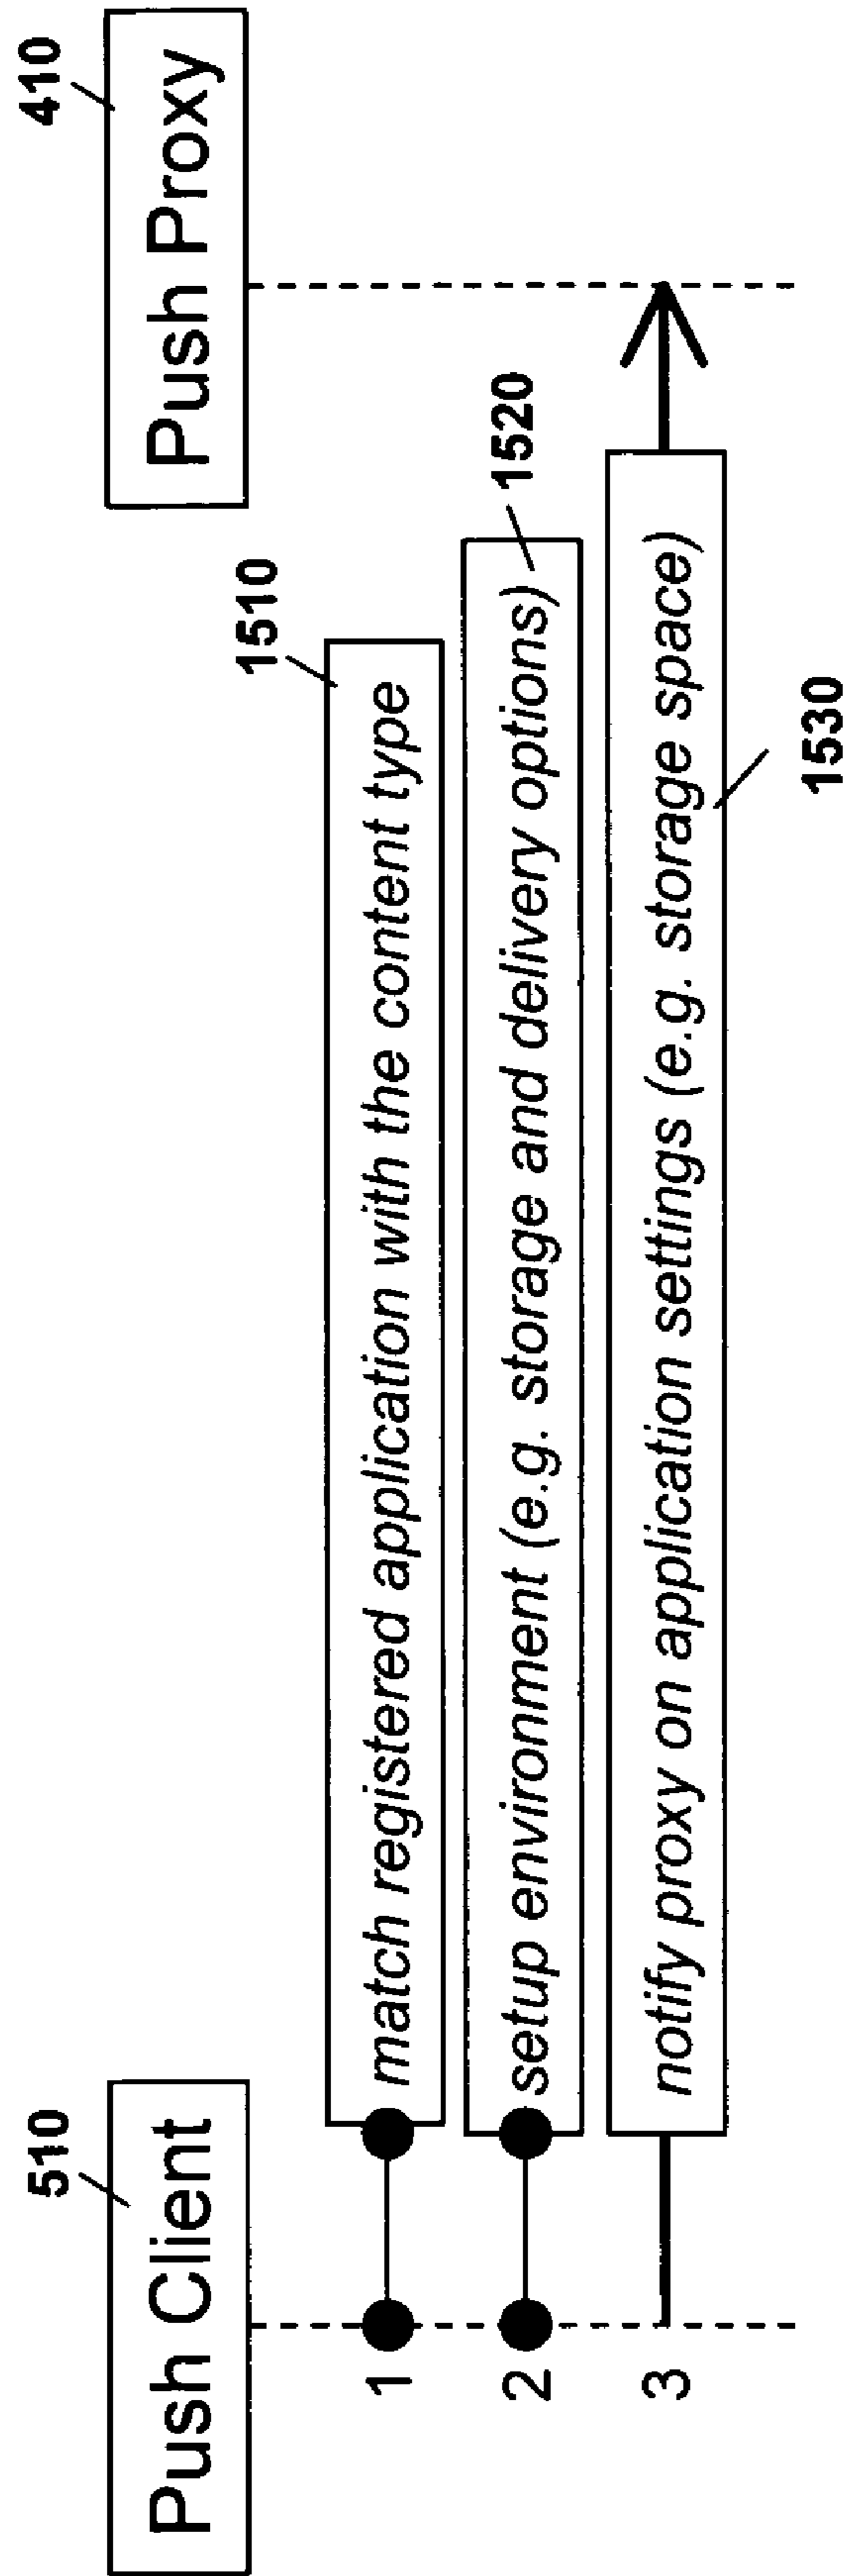 510
Push Client
410
Push Proxy
1510
1
match registered application with the content type
1520
2
setup environment (e.g. storage and delivery options)
3
notify proxy on application settings (e.g. storage space)
1530